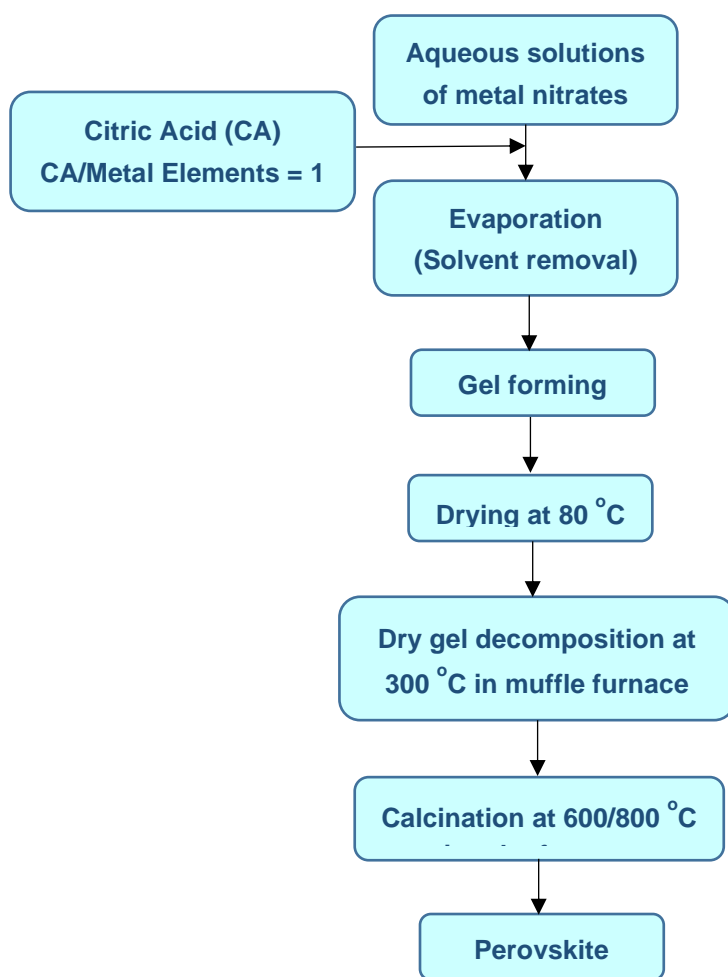 Aqueous solutions
of metal nitrates
Citric Acid (CA)
CA/Metal Elements = 1
Evaporation
(Solvent removal)
Gel forming
Drying at 80 °C
Dry gel decomposition at
300 °C in muffle furnace
Calcination at 600/800 °C
Perovskite